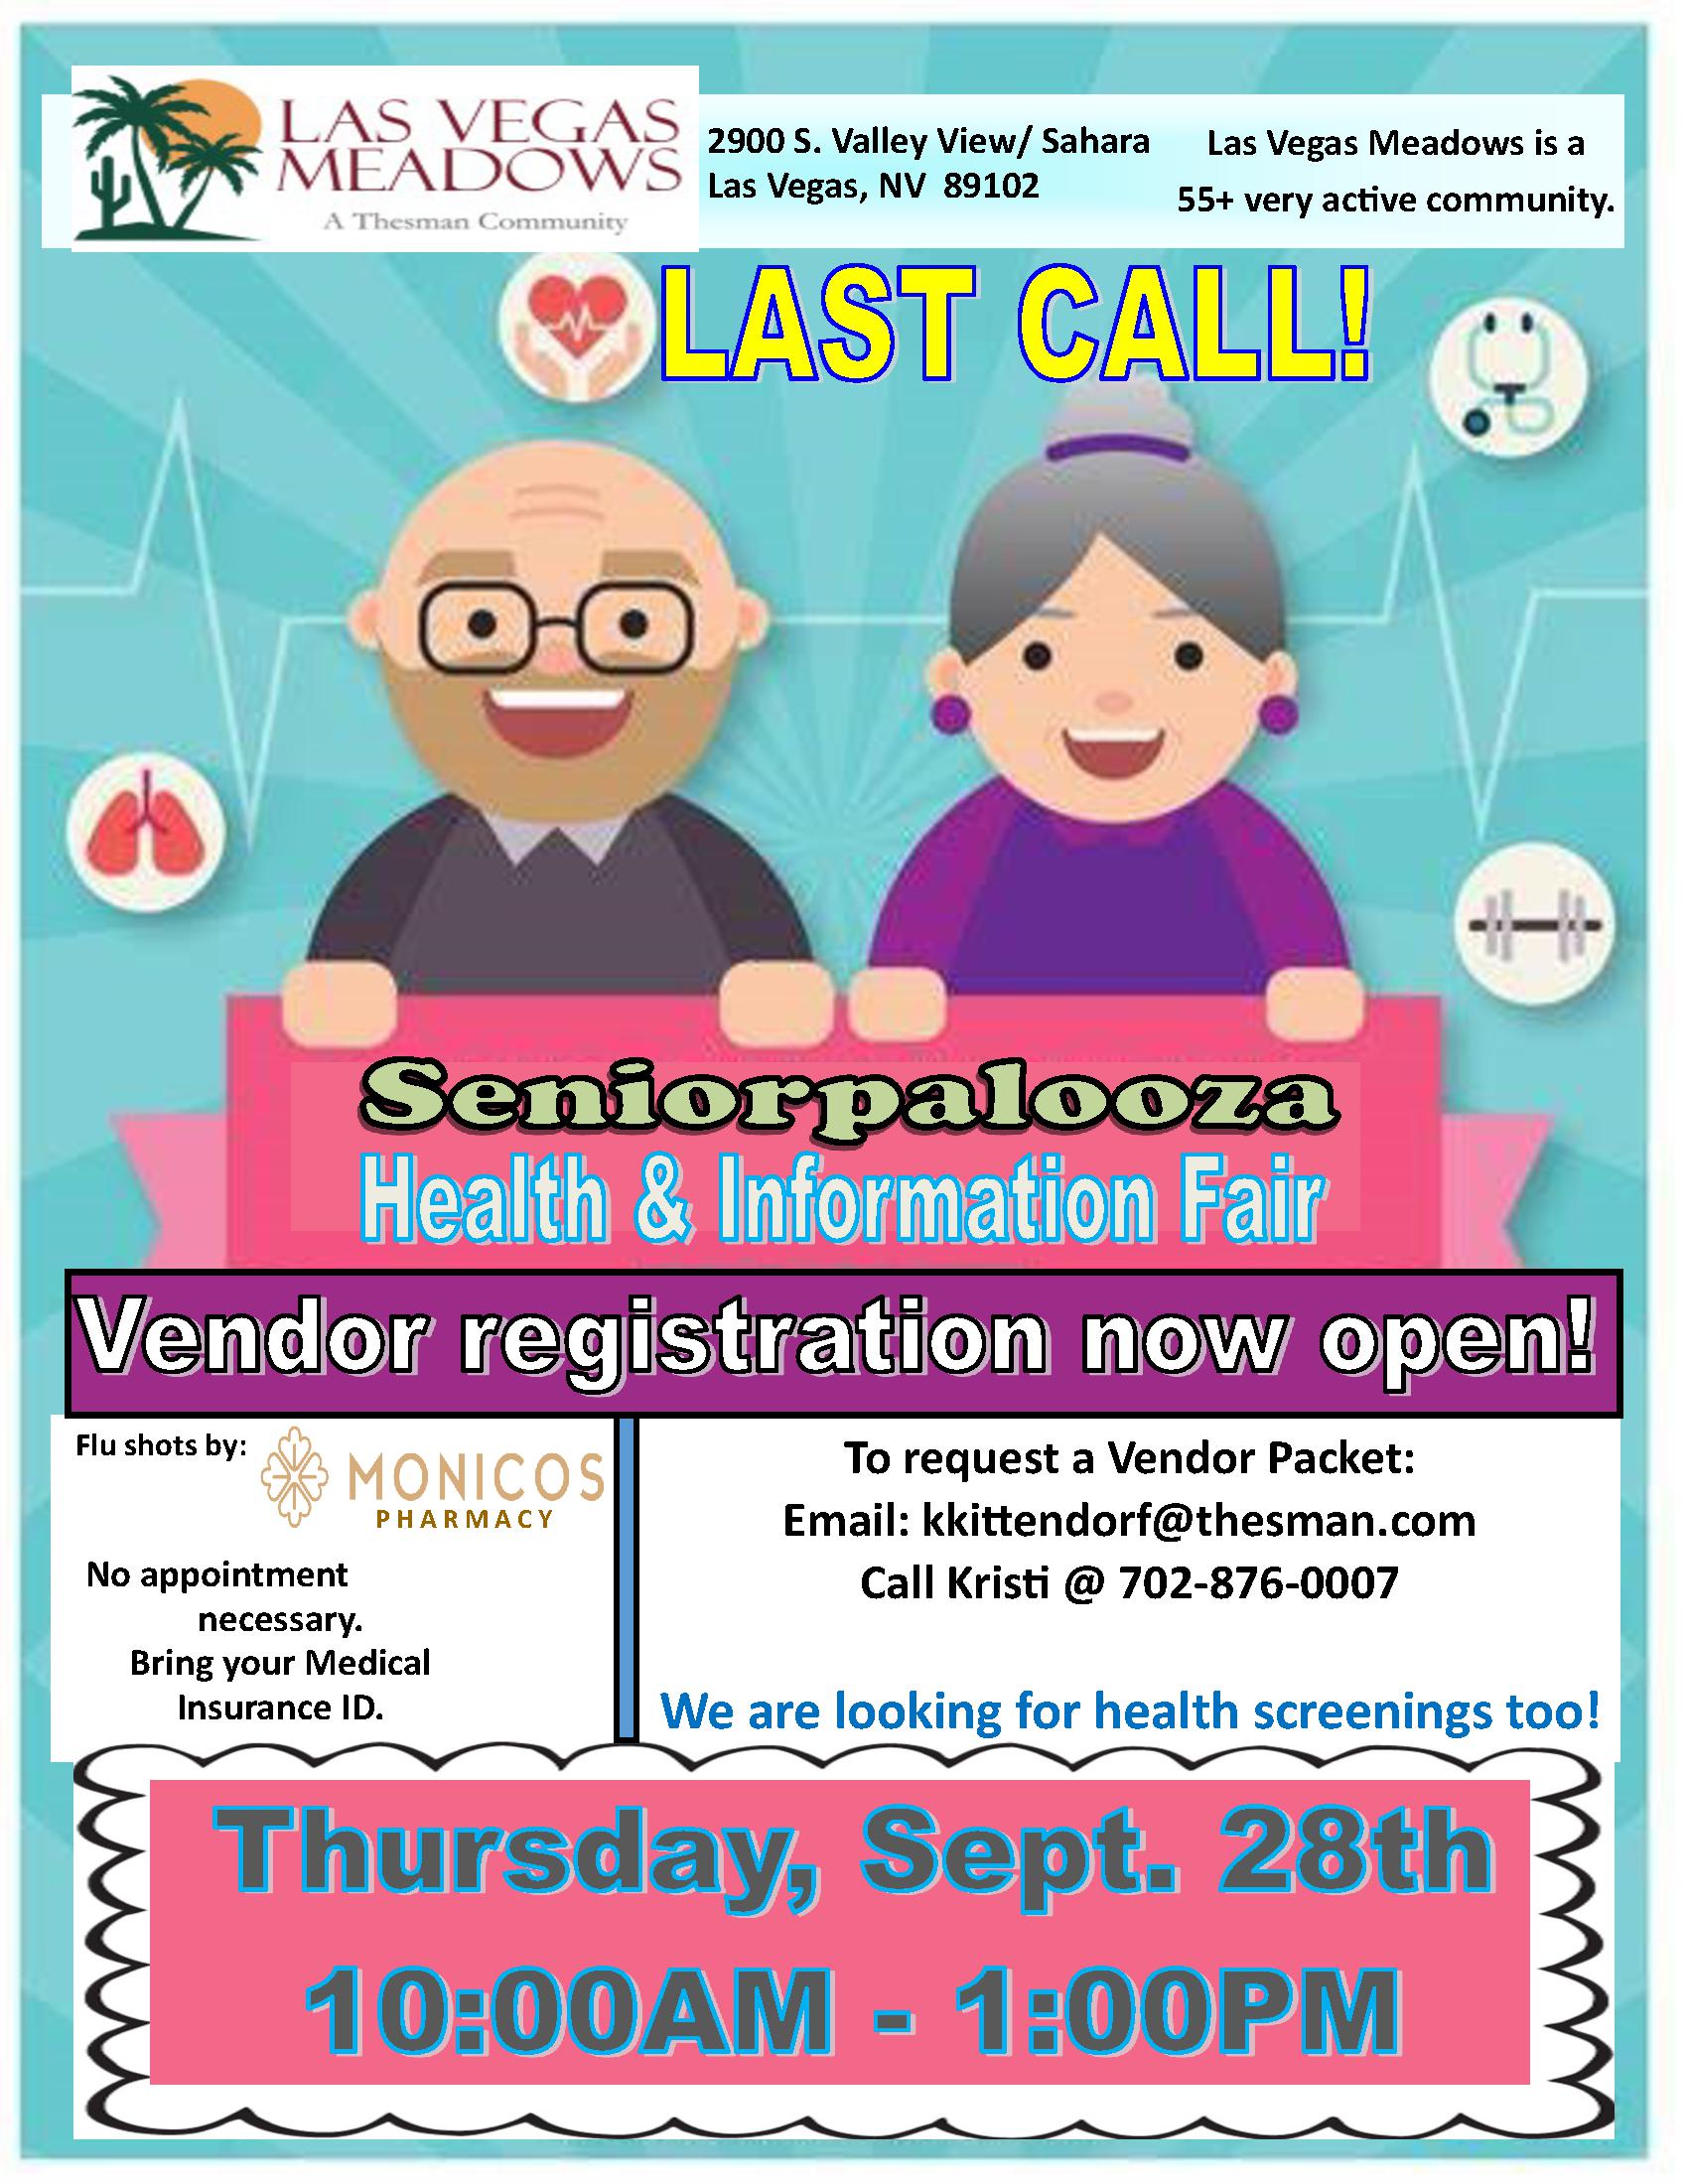 LAS VEGAS
MEADOWS
A Thesman Community
2900 S. Valley View/ Sahara
Las Vegas, NV  89102
Las Vegas Meadows is a
55+ very active community.
LAST CALL!
Seniorpalooza
Health & Information Fair
Vendor registration now open!
Flu shots by:
MONICOS
PHARMACY
No appointment
necessary.
Bring your Medical
Insurance ID.
To request a Vendor Packet:
Email: kkittendorf@thesman.com
Call Kristi @ 702-876-0007
We are looking for health screenings too!
Thursday, Sept. 28th
10:00AM - 1:00PM